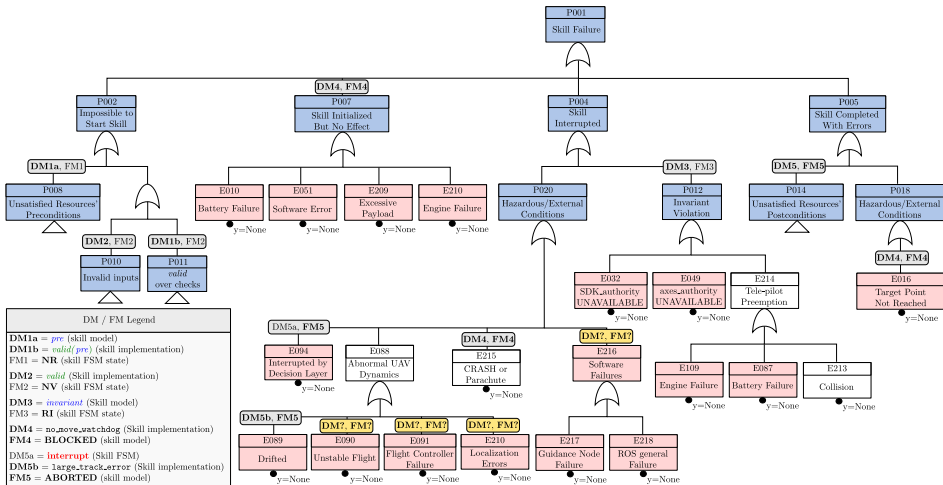 P001
Skill Failure
DM4, FM4
P002
Impossible to
Start Skill
P007
Skill Initialized
But No Effect
P004
Skill
Interrupted
P005
Skill Completed
With Errors
DM1a, FM1
DM3, FM3
DM5, FM5
P008
Unsatisfied Resources'
Preconditions
E010
Battery Failure
y=None
E051
Software Error
y=None
E209
Excessive
Payload
y=None
E210
Engine Failure
y=None
P020
Hazardous/External
Conditions
P012
Invariant
Violation
P014
Unsatisfied Resources'
Postconditions
P018
Hazardous/External
Conditions
DM2, FM2
DM1b, FM2
P010
Invalid inputs
P011
valid
over checks
DM4, FM4
E032
SDK_authority
UNAVAILABLE
y=None
E049
axes_authority
UNAVAILABLE
y=None
E214
Tele-pilot
Preemption
E016
Target Point
Not Reached
y=None
DM5a, FM5
DM4, FM4
DM?, FM?
E094
Interrupted by
Decision Layer
y=None
E088
Abnormal UAV
Dynamics
E215
CRASH or
Parachute
y=None
E216
Software
Failures
E109
Engine Failure
y=None
E087
Battery Failure
y=None
E213
Collision
y=None
DM5b, FM5
DM?, FM?
DM?, FM?
DM?, FM?
E089
Drifted
y=None
E090
Unstable Flight
y=None
E091
Flight Controller
Failure
y=None
E210
Localization
Errors
y=None
E217
Guidance Node
Failure
y=None
E218
ROS general
Failure
y=None
DM / FM Legend
DM1a = pre (skill model)
DM1b = valid(pre) (skill implementation)
FM1 = NR (skill FSM state)
DM2 = valid (Skill implementation)
FM2 = NV (skill FSM state)
DM3 = invariant (Skill model)
FM3 = RI (skill FSM state)
DM4 = no_move_watchdog (Skill implementation)
FM4 = BLOCKED (skill model)
DM5a = interrupt (Skill FSM)
DM5b = large_track_error (Skill implementation)
FM5 = ABORTED (skill model)